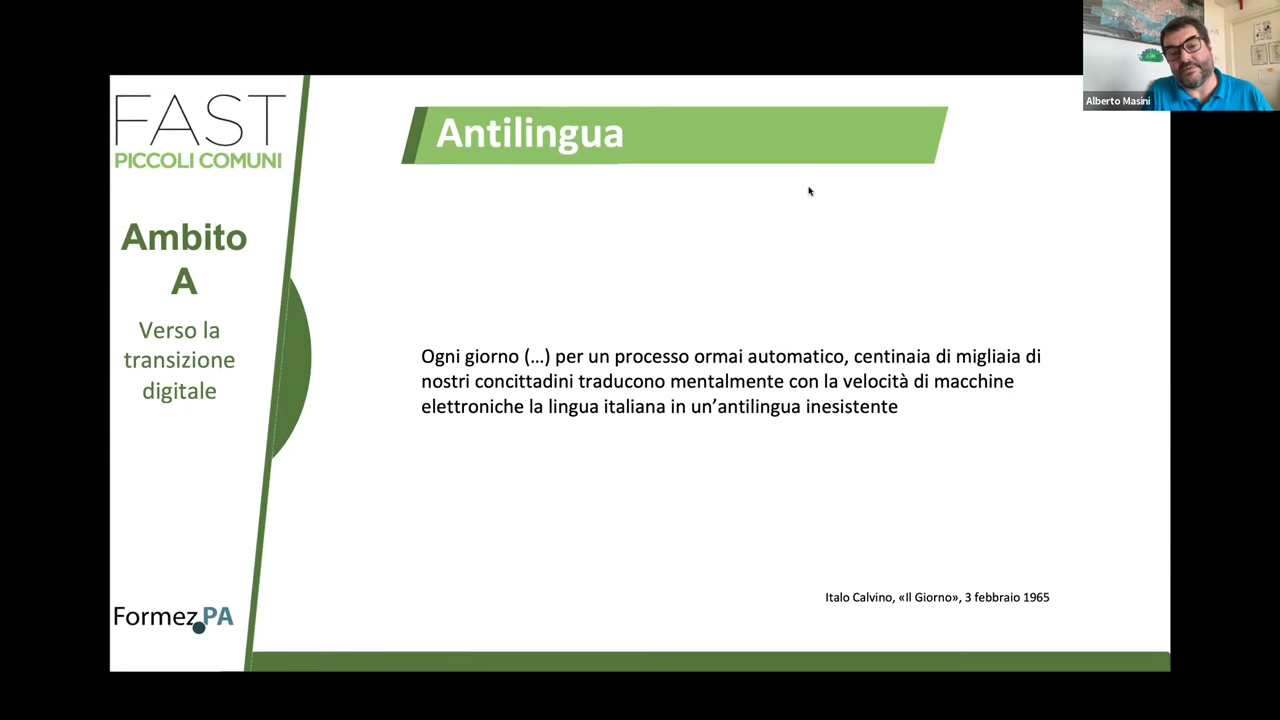 FAST
PICCOLI COMUNI
Ambito
A
Verso la
transizione
digitale
Formez PA
Antilingua
Ogni giorno (...) per un processo ormai automatico, centinaia di migliaia di
nostri concittadini traducono mentalmente con la velocità di macchine
elettroniche la lingua italiana in un’antilingua inesistente
Italo Calvino, «Il Giorno», 3 febbraio 1965
Alberto Masini